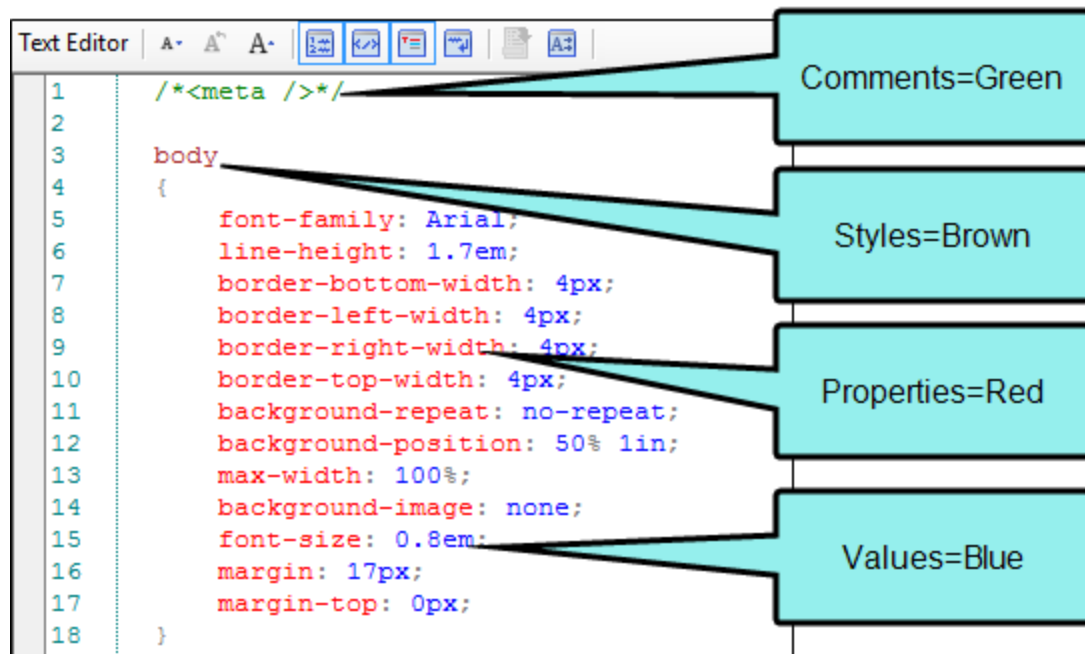 Text Editor
1 /*<meta />*/
2
3 body
4 {
5 font-family: Arial;
6 line-height: 1.7em;
7 border-bottom-width: 4px;
8 border-left-width: 4px;
9 border-right-width: 4px;
10 border-top-width: 4px;
11 background-repeat: no-repeat;
12 background-position: 50% 1in;
13 max-width: 100%;
14 background-image: none;
15 font-size: 0.8em;
16 margin: 17px;
17 margin-top: 0px;
18 }
Comments=Green
Styles=Brown
Properties=Red
Values=Blue